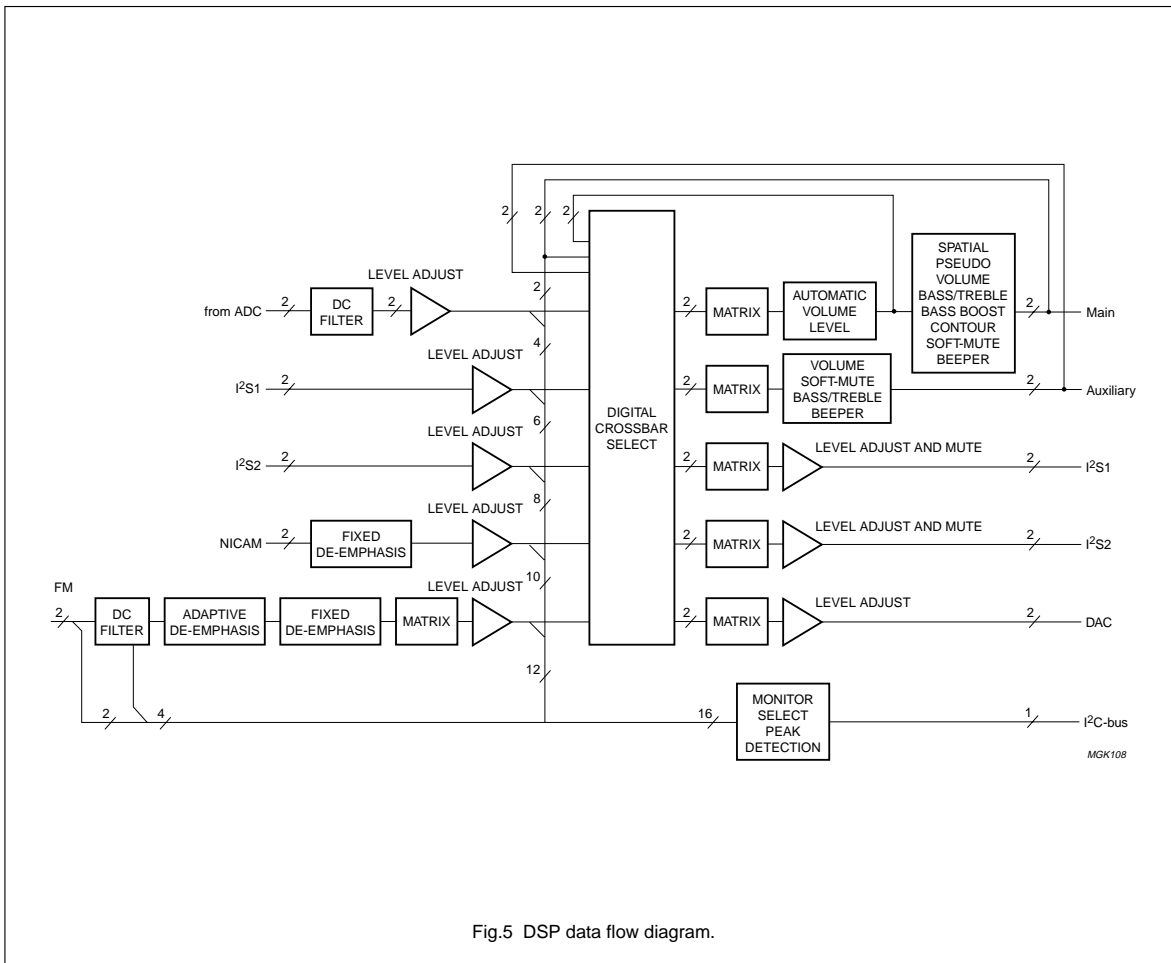 2 2 2
LEVEL ADJUST
from ADC 2 DC FILTER 2
2
4
LEVEL ADJUST
I²S1 2
6
LEVEL ADJUST
I²S2 2
8
LEVEL ADJUST
NICAM 2 FIXED DE-EMPHASIS
10
LEVEL ADJUST
FM
2
DC
FILTER
ADAPTIVE
DE-EMPHASIS
FIXED
DE-EMPHASIS
MATRIX
12
2 4
DIGITAL
CROSSBAR
SELECT
2 MATRIX
AUTOMATIC
VOLUME
LEVEL
SPATIAL
PSEUDO
VOLUME
BASS/TREBLE
BASS BOOST
CONTOUR
SOFT-MUTE
BEEPER
2 Main
2 MATRIX
VOLUME
SOFT-MUTE
BASS/TREBLE
BEEPER
2 Auxiliary
LEVEL ADJUST AND MUTE
2 MATRIX 2 I²S1
LEVEL ADJUST AND MUTE
2 MATRIX 2 I²S2
LEVEL ADJUST
2 MATRIX 2 DAC
16
MONITOR
SELECT
PEAK
DETECTION
1 I²C-bus
MGK108
Fig.5 DSP data flow diagram.